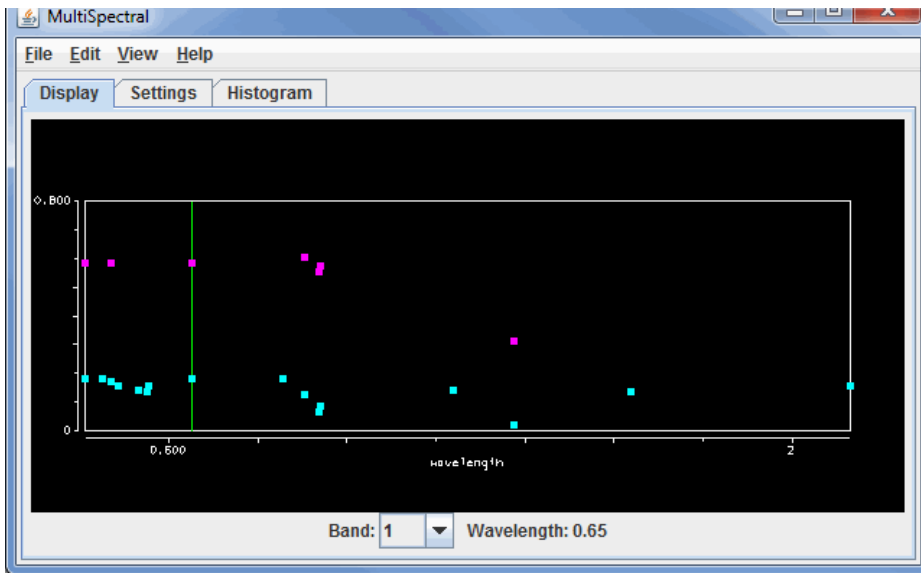 MultiSpectral
File Edit View Help
Display Settings Histogram
0.800
0
0.600
2
wavelength
Band: 1 Wavelength: 0.65